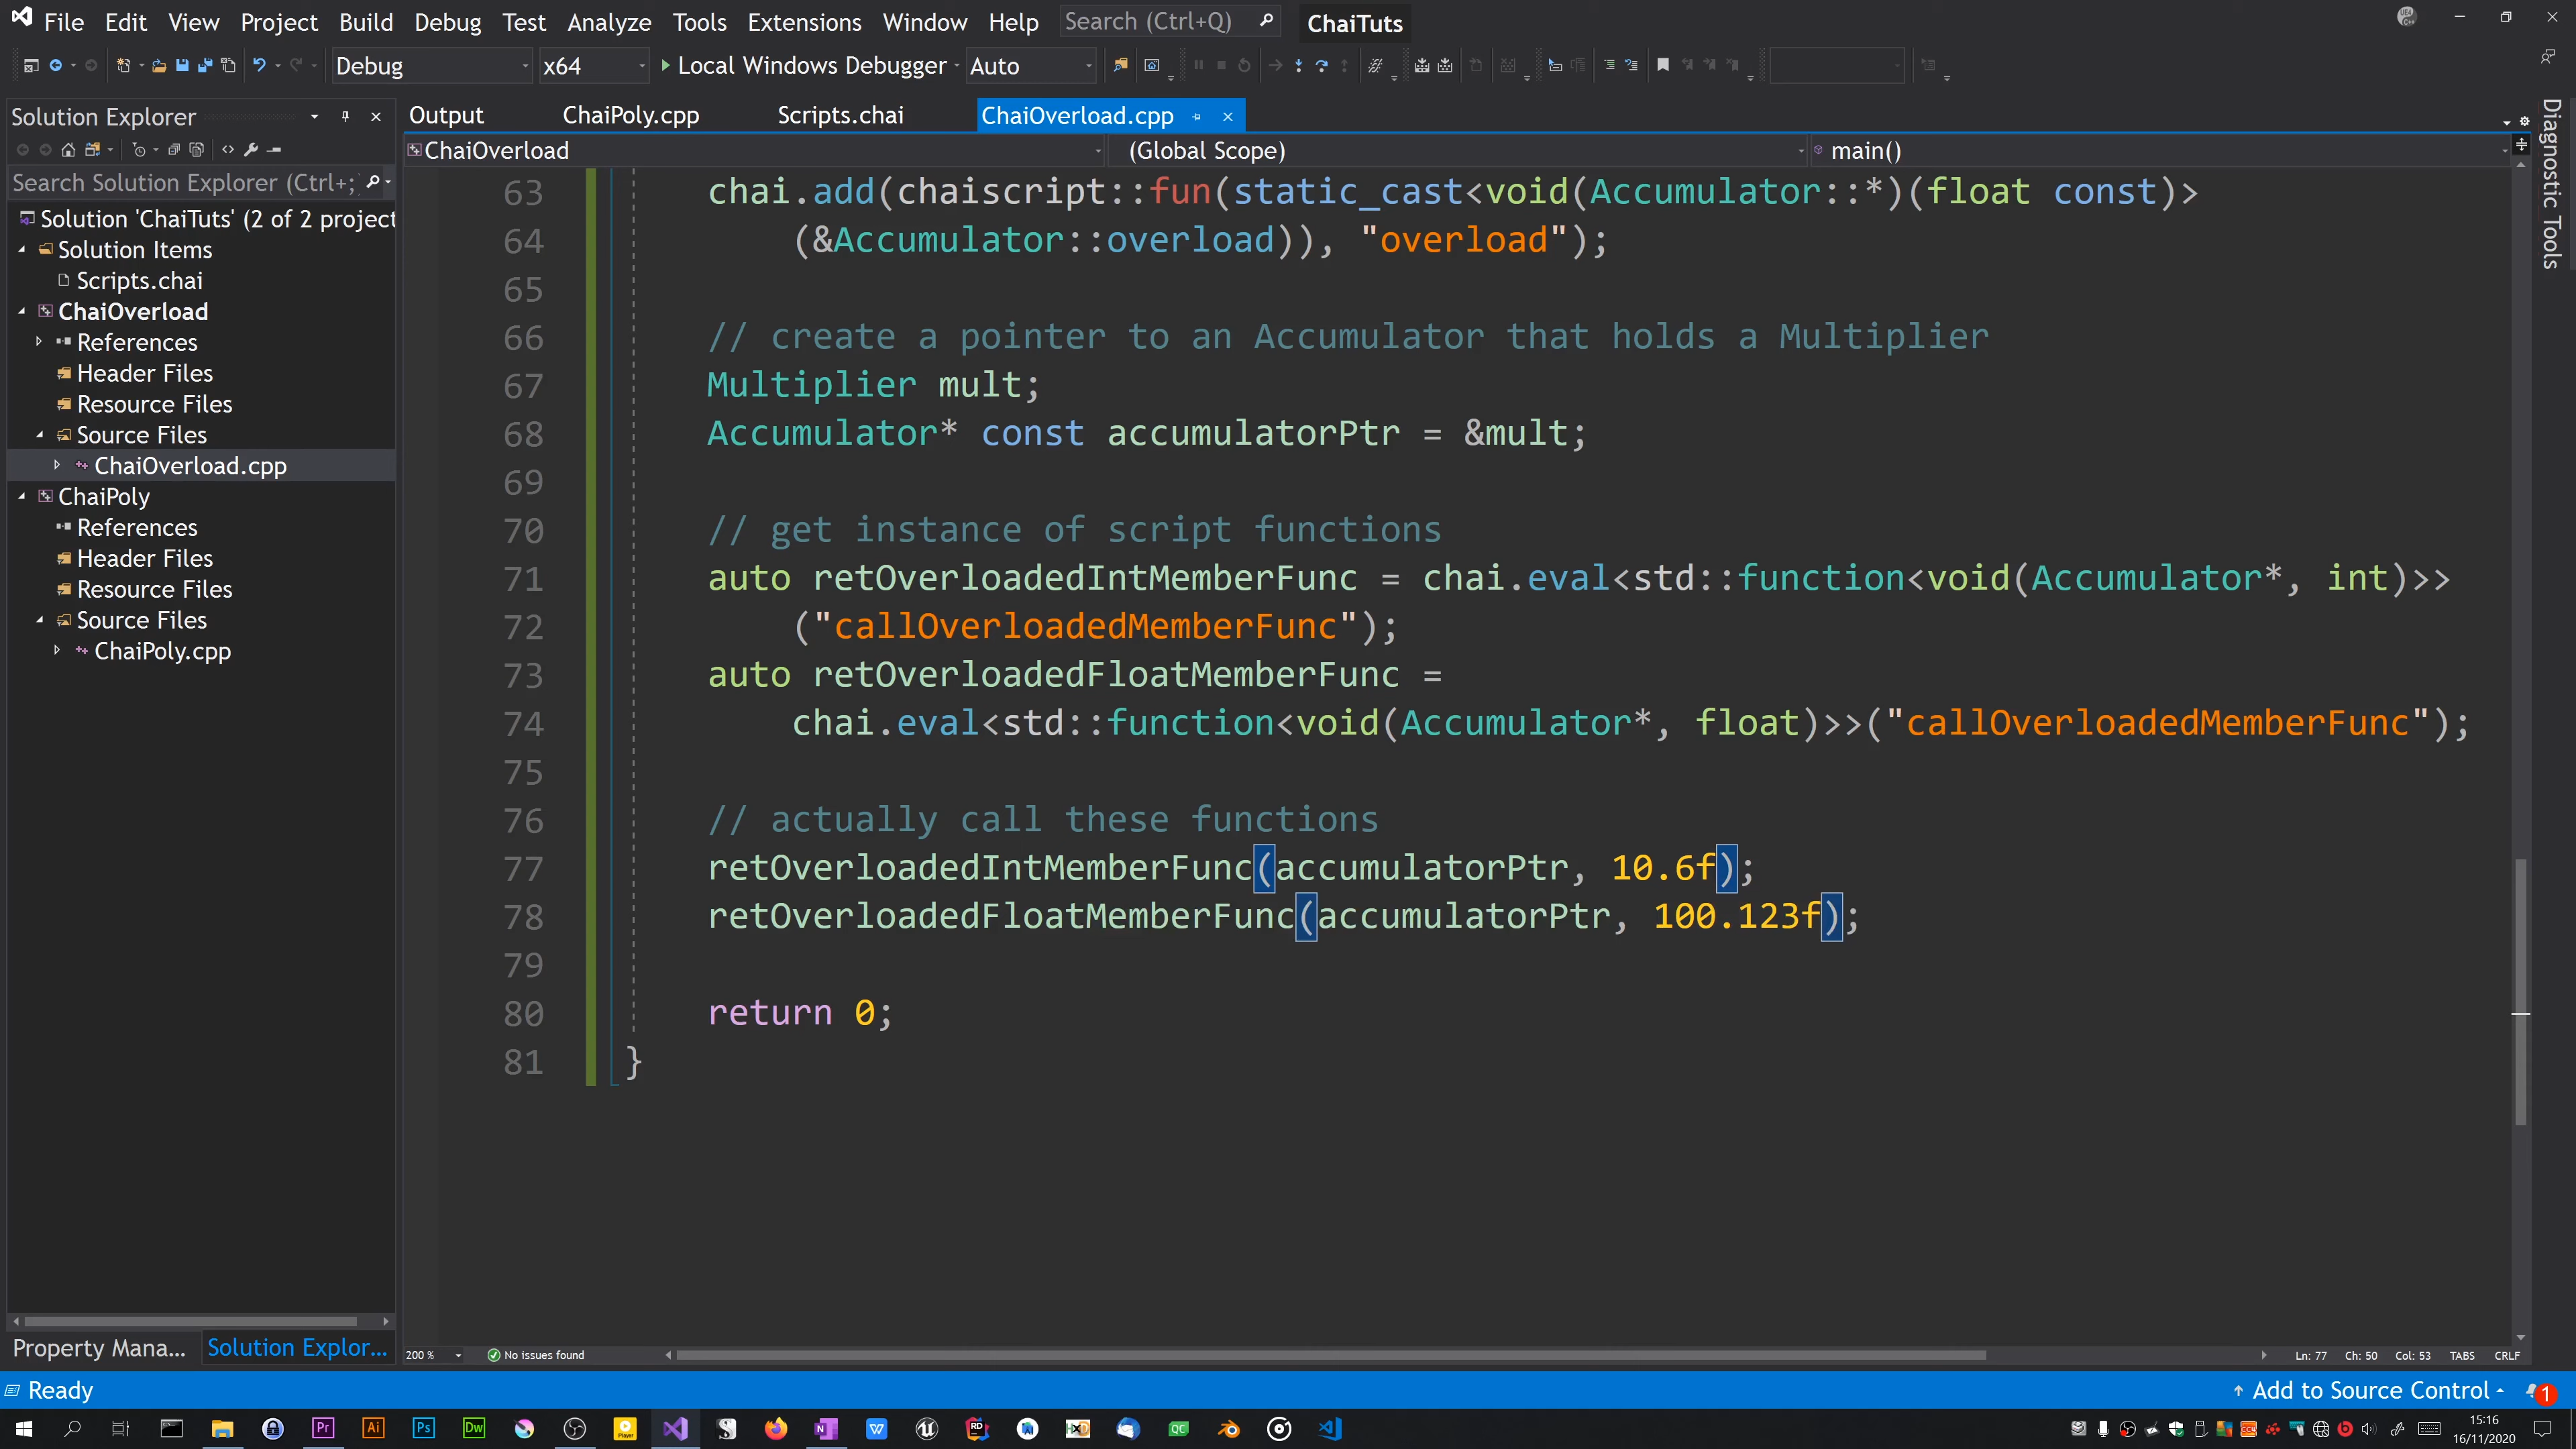 File Edit View Project Build Debug Test Analyze Tools Extensions Window Help Search (Ctrl+Q) ChaiTuts
Debug x64 Local Windows Debugger Auto
Solution Explorer
Search Solution Explorer (Ctrl+;
Solution 'ChaiTuts' (2 of 2 project
Solution Items
Scripts.chai
ChaiOverload
References
Header Files
Resource Files
Source Files
ChaiOverload.cpp
ChaiPoly
References
Header Files
Resource Files
Source Files
ChaiPoly.cpp
Property Mana... Solution Explor...
Output ChaiPoly.cpp Scripts.chai ChaiOverload.cpp
ChaiOverload (Global Scope) main()
63 chai.add(chaiscript::fun(static_cast<void(Accumulator::*)(float const)>
64 (&Accumulator::overload)), "overload");
65
66 // create a pointer to an Accumulator that holds a Multiplier
67 Multiplier mult;
68 Accumulator* const accumulatorPtr = &mult;
69
70 // get instance of script functions
71 auto retOverloadedIntMemberFunc = chai.eval<std::function<void(Accumulator*, int)>>
72 ("callOverloadedMemberFunc");
73 auto retOverloadedFloatMemberFunc =
74 chai.eval<std::function<void(Accumulator*, float)>>("callOverloadedMemberFunc");
75
76 // actually call these functions
77 retOverloadedIntMemberFunc(accumulatorPtr, 10.6f);
78 retOverloadedFloatMemberFunc(accumulatorPtr, 100.123f);
79
80 return 0;
81 }
Diagnostic Tools
200 % No issues found Ln: 77 Ch: 50 Col: 53 TABS CRLF
Ready Add to Source Control 1
Pr Ai Ps Dw Player N W RD QC
15:16
16/11/2020